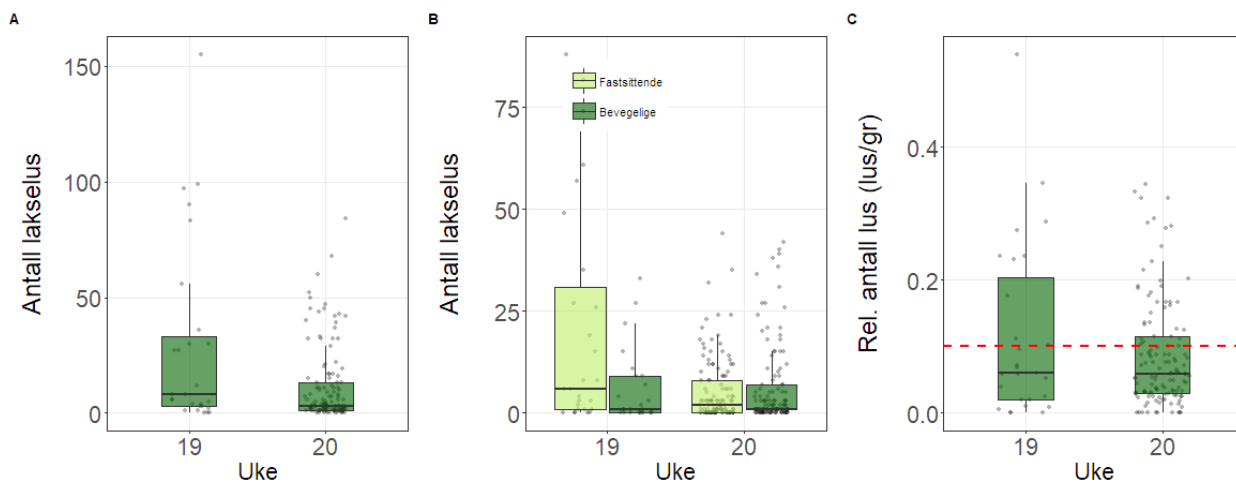 A
Antall lakselus
150
100
50
0
19
20
Uke
B
Antall lakselus
75
50
25
0
Fastsittende
Bevegelige
19
20
Uke
C
Rel. antall lus (lus/gr)
0.4
0.2
0.0
19
20
Uke